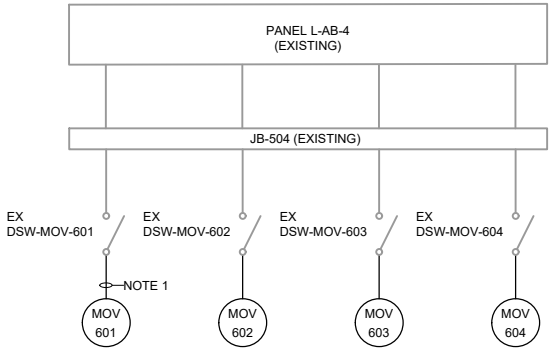 PANEL L-AB-4
(EXISTING)
JB-504 (EXISTING)
EX
DSW-MOV-601
EX
DSW-MOV-602
EX
DSW-MOV-603
EX
DSW-MOV-604
NOTE 1
MOV
601
MOV
602
MOV
603
MOV
604